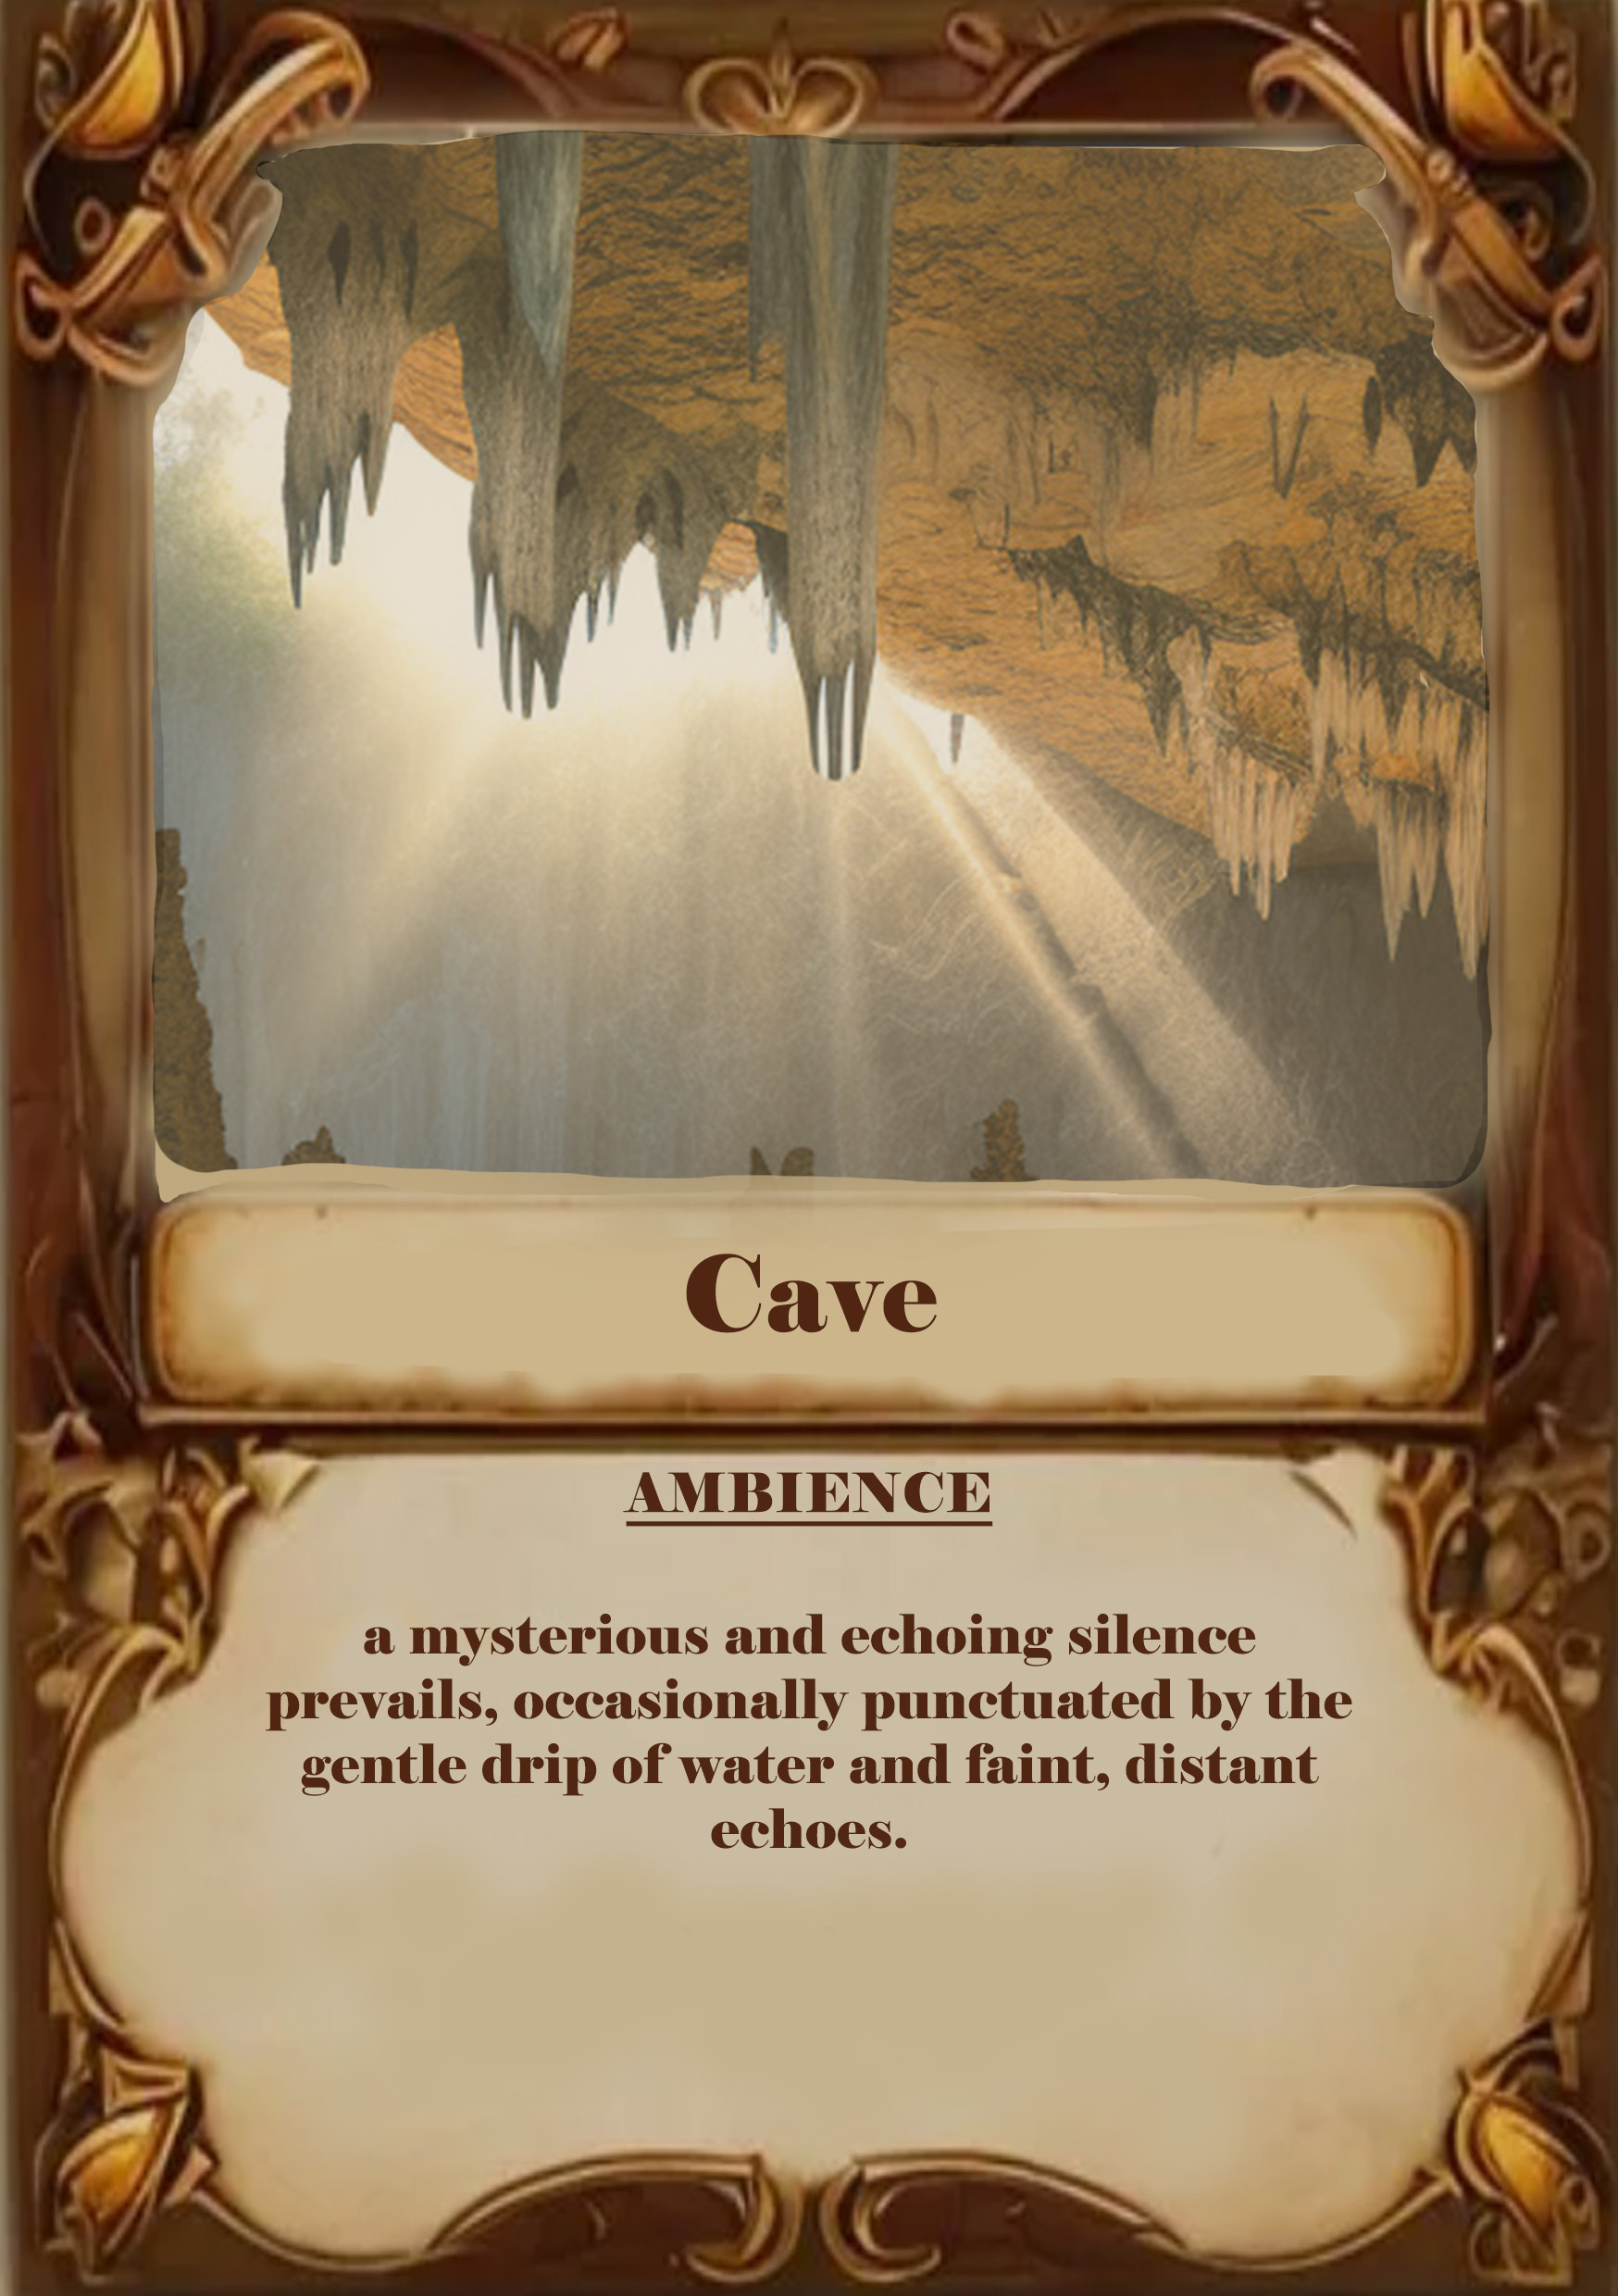 Cave
AMBIENCE
a mysterious and echoing silence
prevails, occasionally punctuated by the
gentle drip of water and faint, distant
echoes.